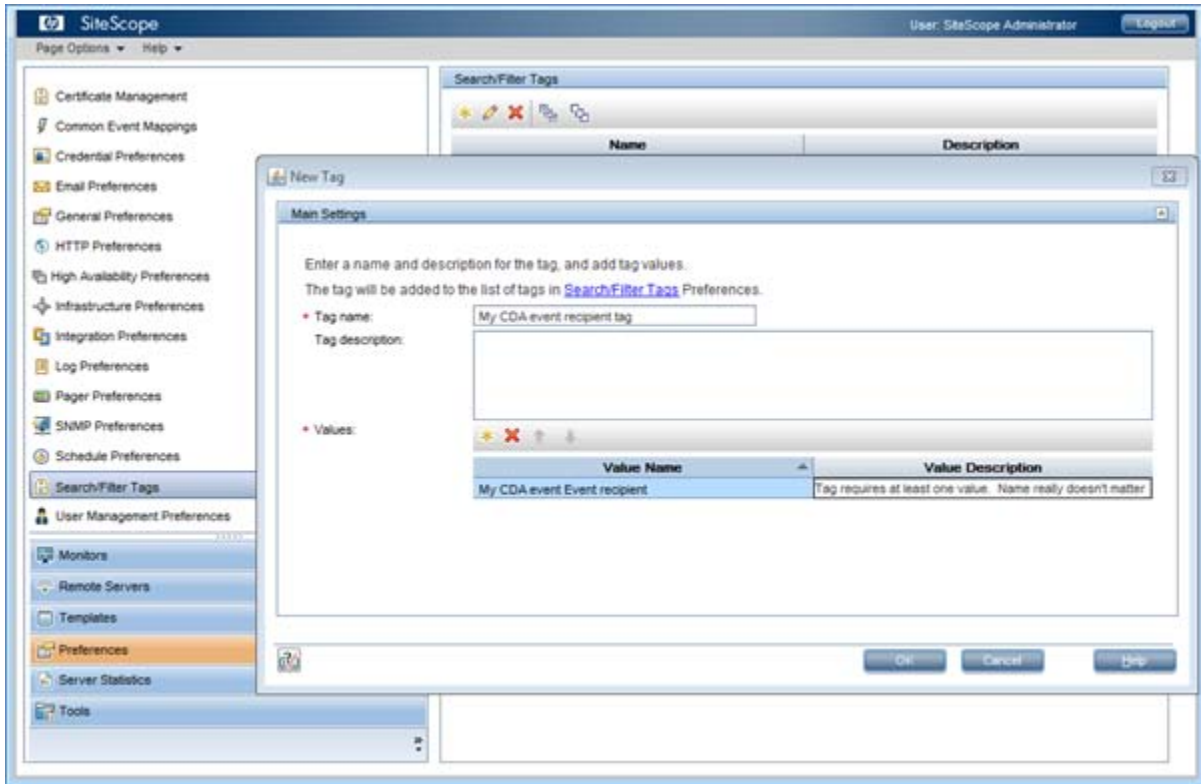 hp SiteScope User: SiteScope Administrator Logout
Page Options Help
Certificate Management
Common Event Mappings
Credential Preferences
Email Preferences
General Preferences
HTTP Preferences
High Availability Preferences
Infrastructure Preferences
Integration Preferences
Log Preferences
Pager Preferences
SNMP Preferences
Schedule Preferences
Search/Filter Tags
User Management Preferences
Monitors
Remote Servers
Templates
Preferences
Server Statistics
Tools
Search/Filter Tags
Name Description
New Tag
Main Settings
Enter a name and description for the tag, and add tag values.
The tag will be added to the list of tags in Search/Filter Tags Preferences.
* Tag name: My CDA event recipient tag
Tag description:
* Values:
Value Name Value Description
My CDA event Event recipient Tag requires at least one value. Name really doesn't matter
OK Cancel Help